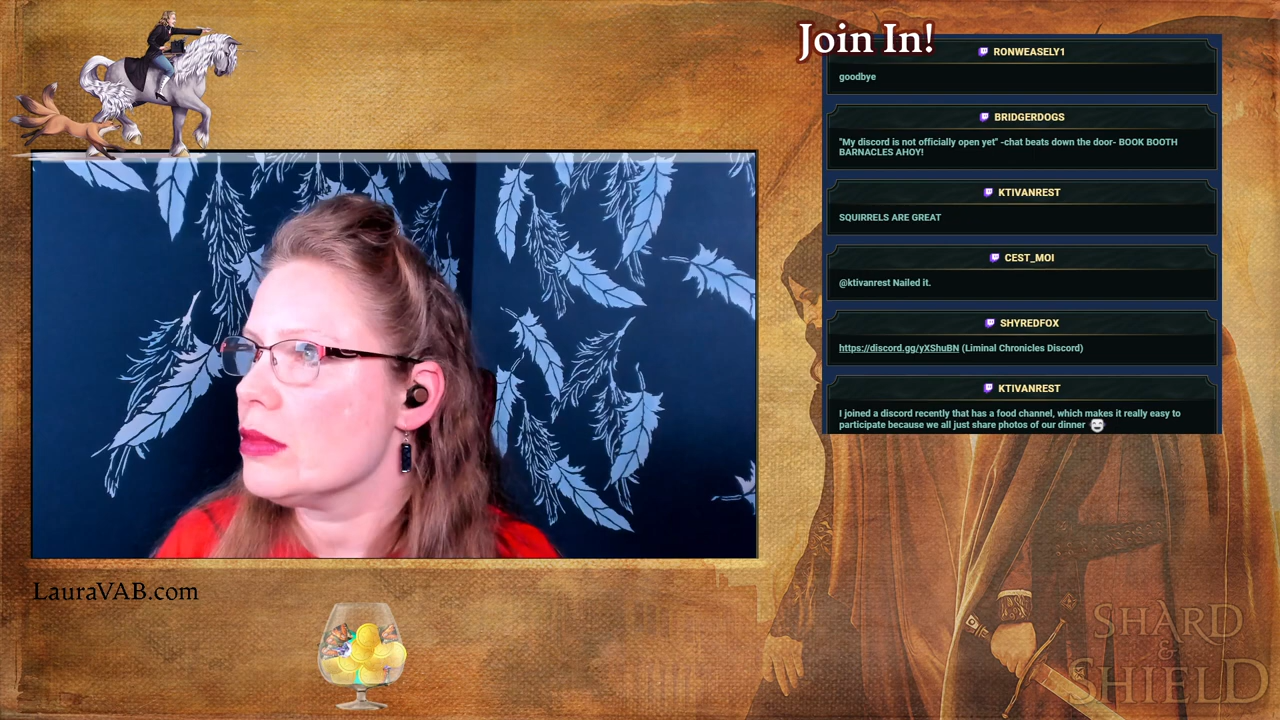 Join In!
RONWEASELY1
goodbye
BRIDGERDOGS
"My discord is not officially open yet" -chat beats down the door- BOOK BOOTH
BARNACLES AHOY!
KTIVANREST
SQUIRRELS ARE GREAT
CEST_MOI
@ktivanrest Nailed it.
SHYREDFOX
https://discord.gg/yXShuBN (Liminal Chronicles Discord)
KTIVANREST
I joined a discord recently that has a food channel, which makes it really easy to
participate because we all just share photos of our dinner
LauraVAB.com
SHARD
&
SHIELD